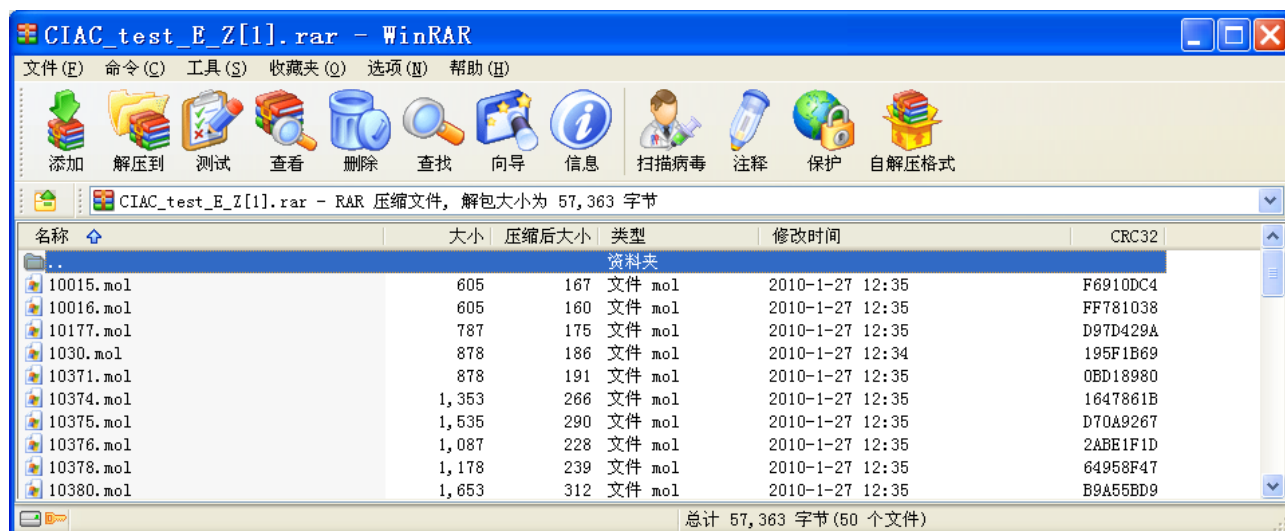 CIAC_test_E_Z[1].rar - WinRAR
文件(F) 命令(C) 工具(S) 收藏夹(O) 选项(N) 帮助(H)
添加 解压到 测试 查看 删除 查找 向导 信息 扫描病毒 注释 保护 自解压格式
CIAC_test_E_Z[1].rar - RAR 压缩文件, 解包大小为 57,363 字节
名称 大小 压缩后大小 类型 修改时间 CRC32
.. 资料夹
10015.mol 605 167 文件 mol 2010-1-27 12:35 F6910DC4
10016.mol 605 160 文件 mol 2010-1-27 12:35 FF781038
10177.mol 787 175 文件 mol 2010-1-27 12:35 D97D429A
1030.mol 878 186 文件 mol 2010-1-27 12:34 195F1B69
10371.mol 878 191 文件 mol 2010-1-27 12:35 0BD18980
10374.mol 1,353 266 文件 mol 2010-1-27 12:35 1647861B
10375.mol 1,535 290 文件 mol 2010-1-27 12:35 D70A9267
10376.mol 1,087 228 文件 mol 2010-1-27 12:35 2ABE1F1D
10378.mol 1,178 239 文件 mol 2010-1-27 12:35 64958F47
10380.mol 1,653 312 文件 mol 2010-1-27 12:35 B9A55BD9
总计 57,363 字节(50 个文件)